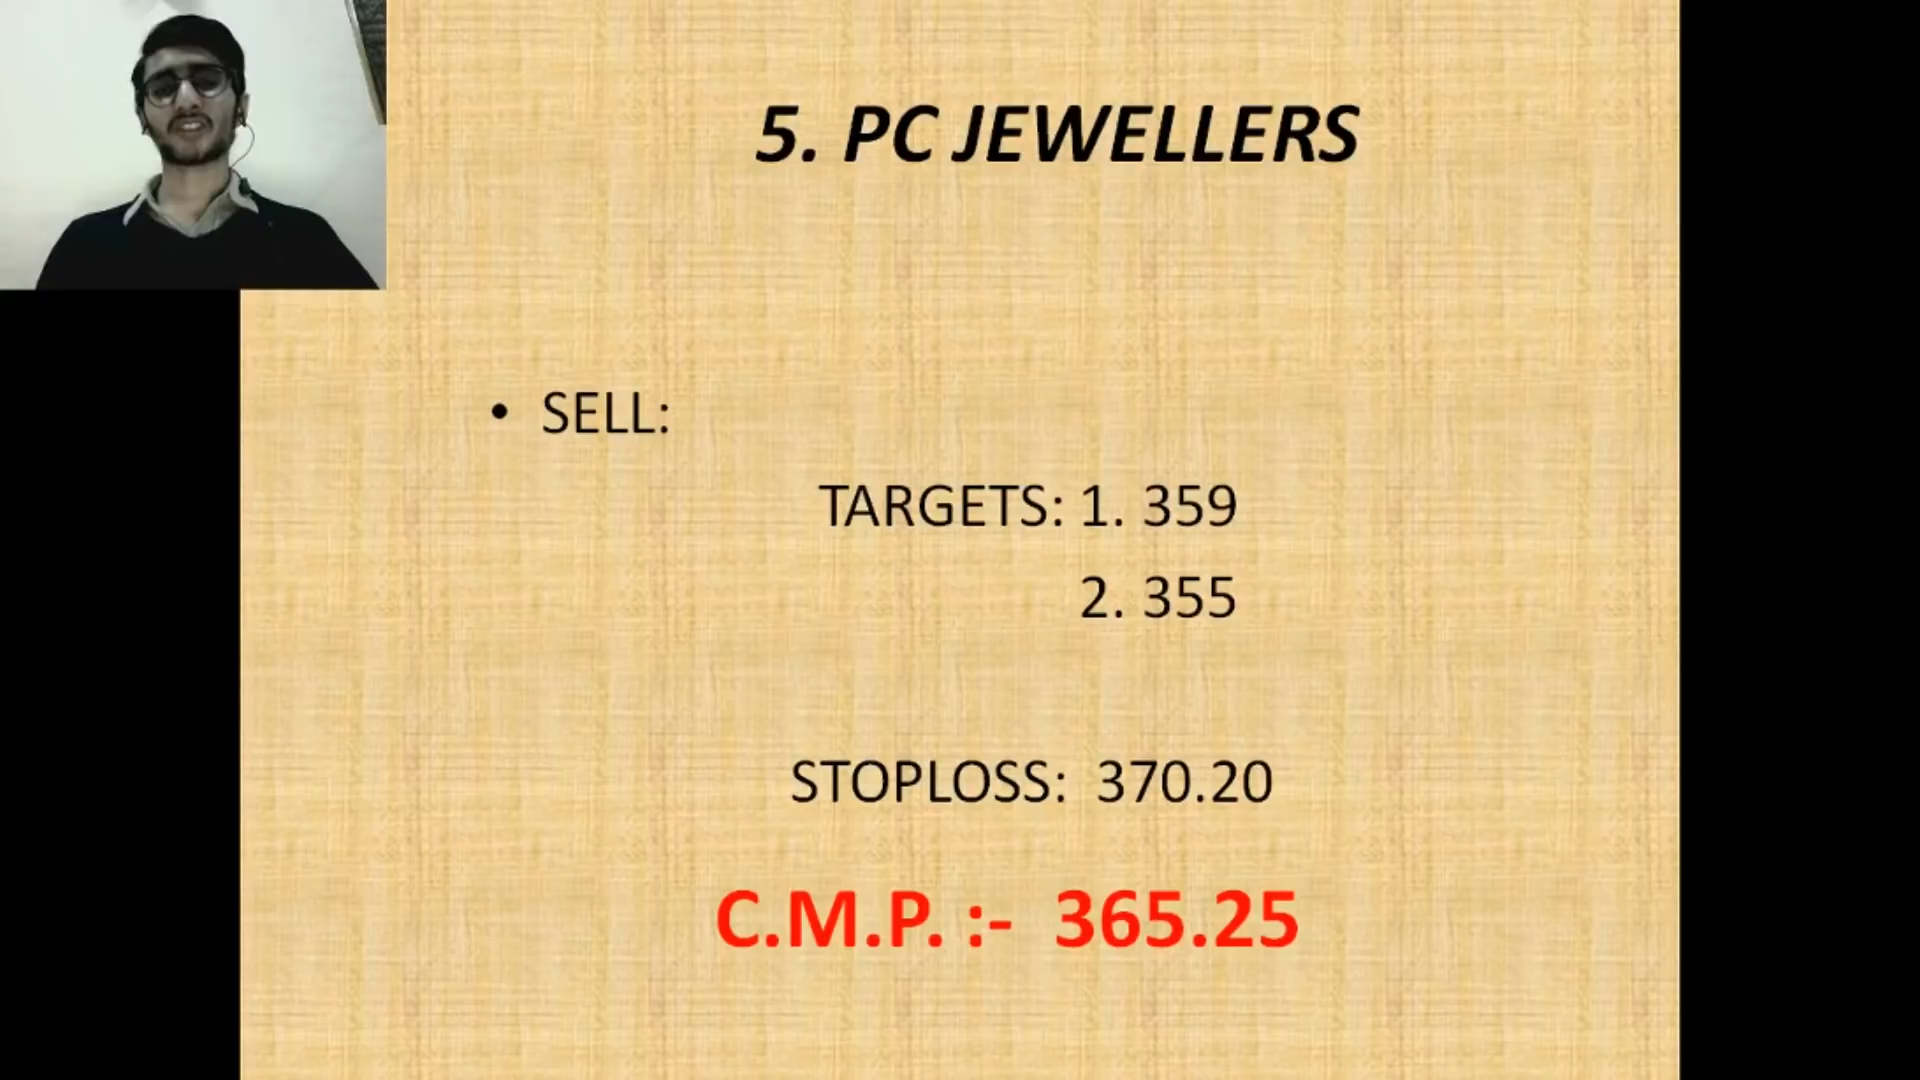 5. PC JEWELLERS
• SELL:
TARGETS: 1. 359
2. 355
STOPLOSS: 370.20
C.M.P. :- 365.25